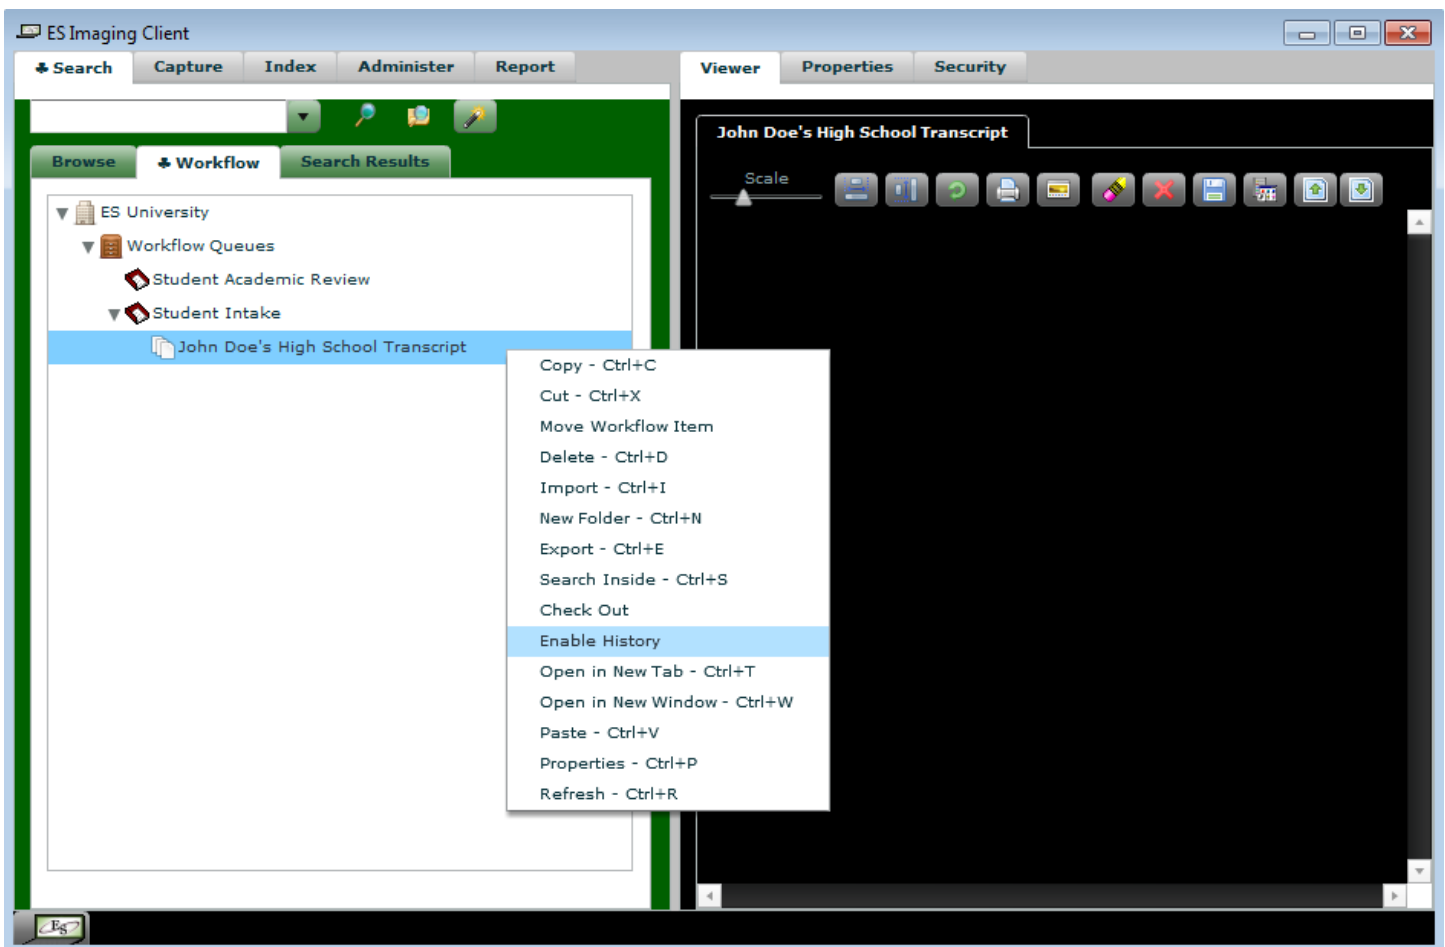 ES Imaging Client
Search Capture Index Administer Report
Viewer Properties Security
John Doe's High School Transcript
Browse Workflow Search Results
Scale
ES University
Workflow Queues
Student Academic Review
Student Intake
John Doe's High School Transcript
Copy - Ctrl+C
Cut - Ctrl+X
Move Workflow Item
Delete - Ctrl+D
Import - Ctrl+I
New Folder - Ctrl+N
Export - Ctrl+E
Search Inside - Ctrl+S
Check Out
Enable History
Open in New Tab - Ctrl+T
Open in New Window - Ctrl+W
Paste - Ctrl+V
Properties - Ctrl+P
Refresh - Ctrl+R